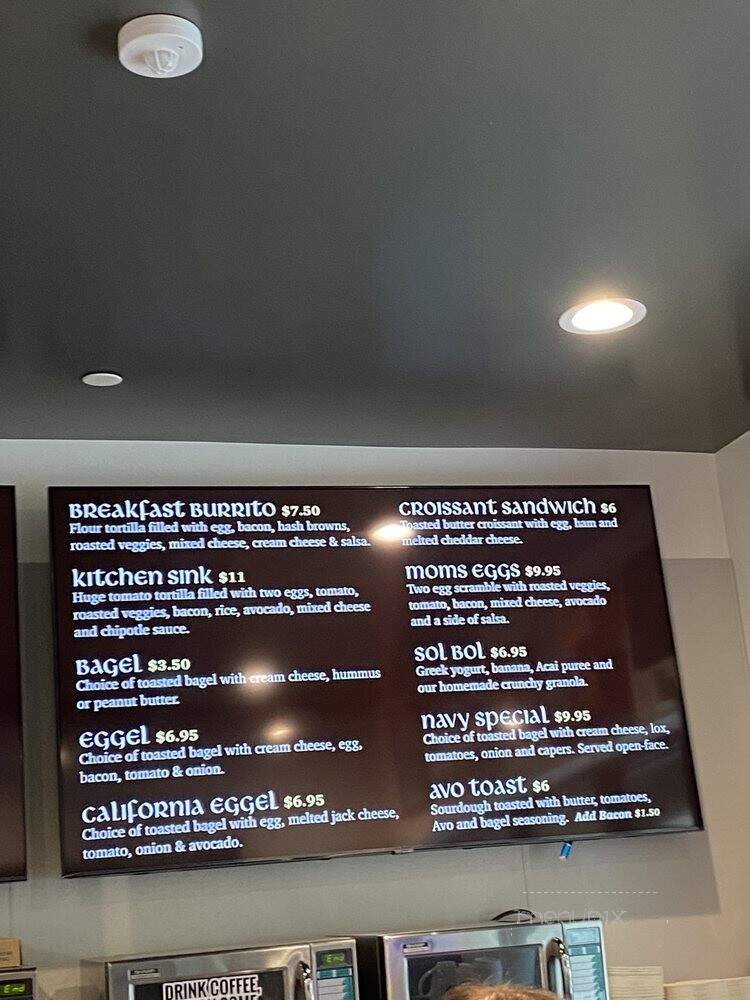 BREAKFAST BURRITO $7.50
Flour tortilla filled with egg, bacon, hash browns,
roasted veggies, mixed cheese, cream cheese & salsa.
KITCHEN SINK $11
Huge tomato tortilla filled with two eggs, tomato,
roasted veggies, bacon, rice, avocado, mixed cheese
and chipotle sauce.
BAGEL $3.50
Choice of toasted bagel with cream cheese, hummus
or peanut butter.
EGGEL $6.95
Choice of toasted bagel with cream cheese, egg,
bacon, tomato & onion.
CALIFORNIA EGGEL $6.95
Choice of toasted bagel with egg, melted jack cheese,
tomato, onion & avocado.
CROISSANT SANDWICH $6
Toasted butter croissant with egg, ham and
melted cheddar cheese.
MOMS EGGS $9.95
Two egg scramble with roasted veggies,
tomato, bacon, mixed cheese, avocado
and a side of salsa.
SOL BOL $6.95
Greek yogurt, banana, Acai puree and
our homemade crunchy granola.
NAVY SPECIAL $9.95
Choice of toasted bagel with cream cheese, lox,
tomatoes, onion and capers. Served open-face.
AVO TOAST $6
Sourdough toasted with butter, tomatoes,
Avo and bagel seasoning. Add Bacon $1.50
menupix
End
End
DRINK COFFEE,